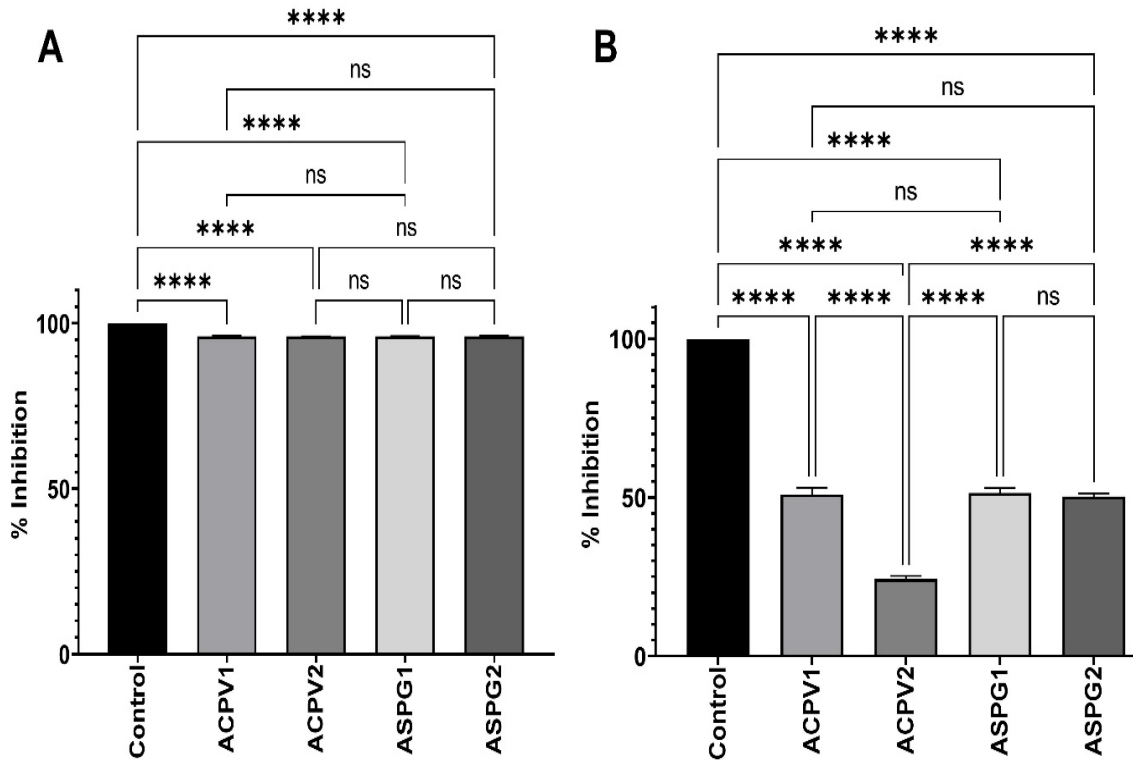 A
****
ns
****
ns
****
ns
****
ns
ns
% Inhibition
100
50
0
Control
ACPV1
ACPV2
ASPG1
ASPG2
B
****
ns
****
ns
****
****
****
****
****
ns
% Inhibition
100
50
0
Control
ACPV1
ACPV2
ASPG1
ASPG2